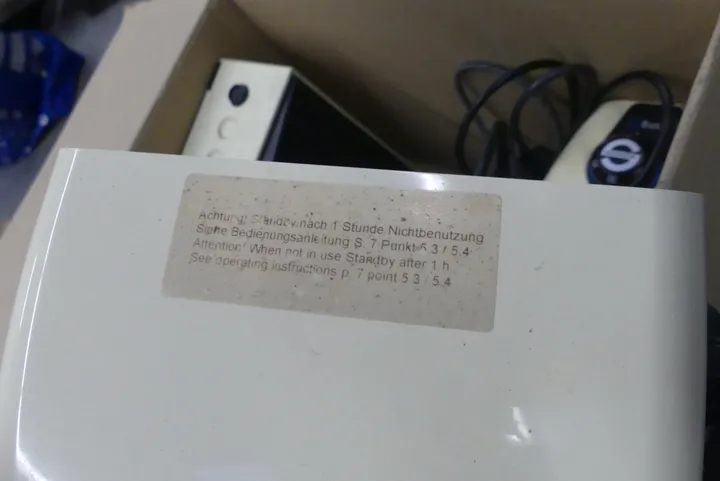 Achtung! Standby nach 1 Stunde Nichtbenutzung
Siehe Bedienungsanleitung S. 7 Punkt 5.3 / 5.4
Attention! When not in use Standby after 1 h
See operating instructions p. 7 point 5.3 / 5.4